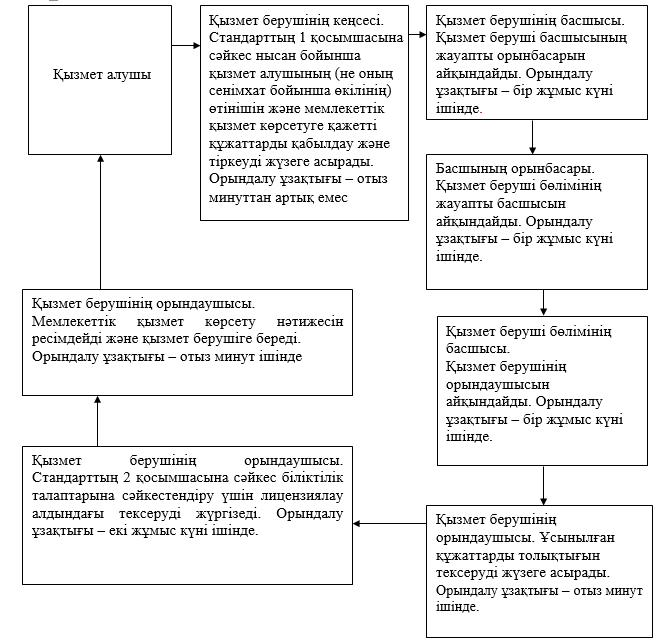 Қызмет алушы
Қызмет берушінің кеңсесі.
Стандарттың 1 қосымшасына
сәйкес нысан бойынша
қызмет алушының (не оның
сенімхат бойынша өкілінің)
өтінішін және мемлекеттік
қызмет көрсетуге қажетті
құжаттарды қабылдау және
тіркеуді жүзеге асырады.
Орындалу ұзақтығы – отыз
минуттан артық емес
Қызмет берушінің басшысы.
Қызмет беруші басшысының
жауапты орынбасарын
айқындайды. Орындалу
ұзақтығы – бір жұмыс күні
ішінде.
Басшының орынбасары.
Қызмет беруші бөлімінің
жауапты басшысын
айқындайды. Орындалу
ұзақтығы – бір жұмыс күні
ішінде.
Қызмет беруші бөлімінің
басшысы.
Қызмет берушінің
орындаушысын
айқындайды. Орындалу
ұзақтығы – бір жұмыс күні
ішінде.
Қызмет берушінің
орындаушысы. Ұсынылған
құжаттарды толықтығын
тексеруді жүзеге асырады.
Орындалу ұзақтығы – отыз минут
ішінде.
Қызмет берушінің орындаушысы.
Стандарттың 2 қосымшасына сәйкес біліктілік
талаптарына сәйкестендіру үшін лицензиялау
алдындағы тексеруді жүргізеді. Орындалу
ұзақтығы – екі жұмыс күні ішінде.
Қызмет берушінің орындаушысы.
Мемлекеттік қызмет көрсету нәтижесін
ресімдейді және қызмет берушіге береді.
Орындалу ұзақтығы – отыз минут ішінде